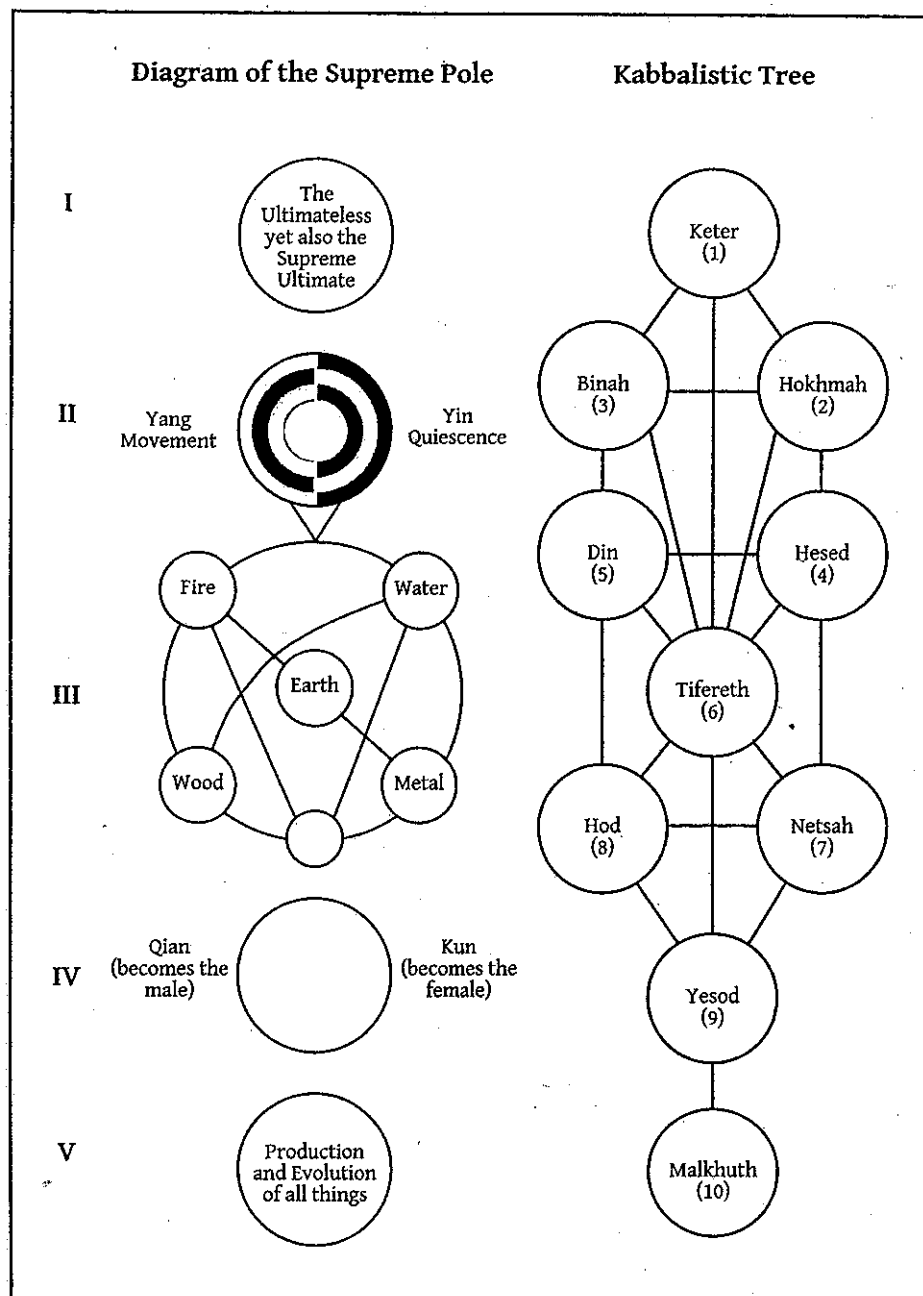 Diagram of the Supreme Pole
Kabbalistic Tree
I
The
Ultimateless
yet also the
Supreme
Ultimate
II
Yang
Movement
Yin
Quiescence
III
Fire
Water
Earth
Wood
Metal
IV
Qian
(becomes the
male)
Kun
(becomes the
female)
V
Production
and Evolution
of all things
Keter
(1)
Binah
(3)
Hokhmah
(2)
Din
(5)
Hesed
(4)
Tifereth
(6)
Hod
(8)
Netsah
(7)
Yesod
(9)
Malkhuth
(10)